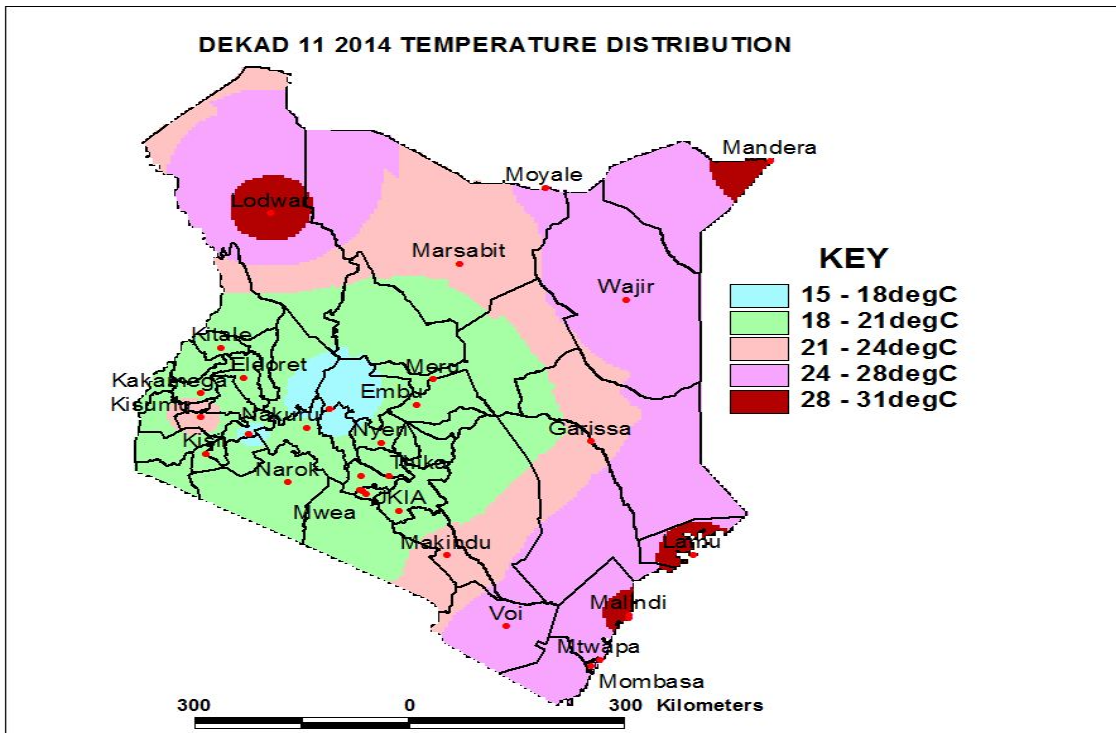 DEKAD 11 2014 TEMPERATURE DISTRIBUTION
Mandera
Moyale
Lodwar
Marsabit
Wajir
KEY
15 - 18degC
18 - 21degC
21 - 24degC
24 - 28degC
28 - 31degC
Kitale
Eldoret
Meru
Kakamega
Embu
Kisumu
Nakuru
Nyeri
Garissa
Kisii
Narok
Thika
JKIA
Mwea
Makindu
Lamu
Malindi
Voi
Mtwapa
Mombasa
300 0 300 Kilometers